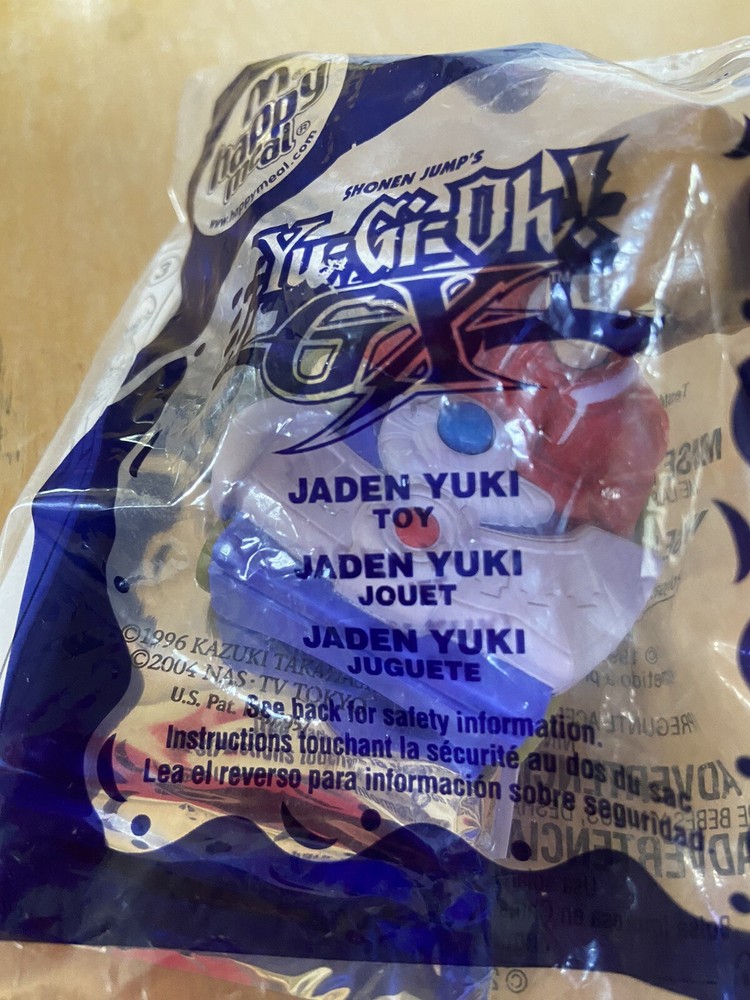 my
happy
meal®
www.happymeal.com
SHONEN JUMP'S
Yu-Gi-Oh!
GX™
JADEN YUKI
TOY
JADEN YUKI
JOUET
JADEN YUKI
JUGUETE
©1996 KAZUKI
©2004 NAS·TV TOKYO
U.S. Pat.
See back for safety information.
Instructions touchant la sécurité au dos du sac
Lea el reverso para información sobre seguridad
ADVERTENCIA